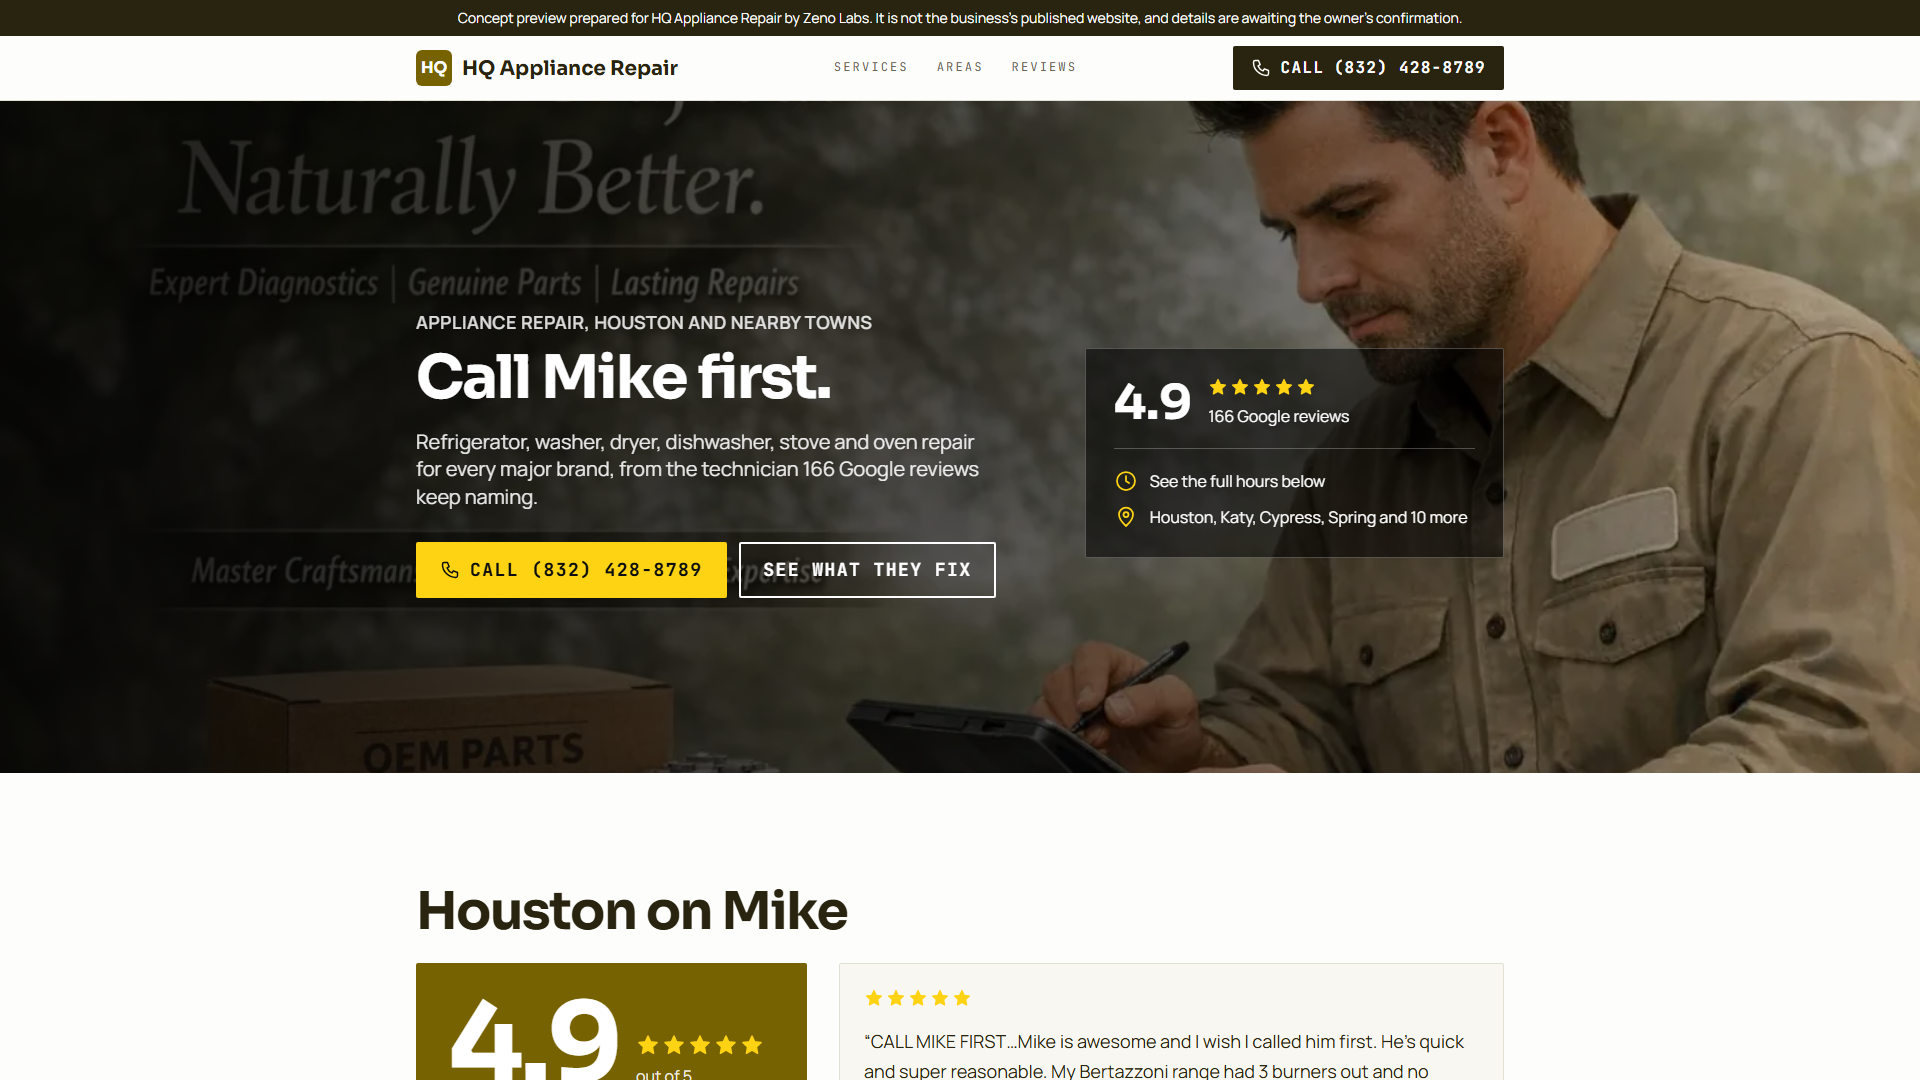 Concept preview prepared for HQ Appliance Repair by Zeno Labs. It is not the business's published website, and details are awaiting the owner's confirmation.
HQ HQ Appliance Repair
SERVICES AREAS REVIEWS
CALL (832) 428-8789
Naturally Better.
Expert Diagnostics | Genuine Parts | Lasting Repairs
APPLIANCE REPAIR, HOUSTON AND NEARBY TOWNS
Call Mike first.
Refrigerator, washer, dryer, dishwasher, stove and oven repair
for every major brand, from the technician 166 Google reviews
keep naming.
Master Craftsman
CALL (832) 428-8789
SEE WHAT THEY FIX
4.9
166 Google reviews
See the full hours below
Houston, Katy, Cypress, Spring and 10 more
OEM PARTS
Houston on Mike
4.9
out of 5
“CALL MIKE FIRST...Mike is awesome and I wish I called him first. He's quick
and super reasonable. My Bertazzoni range had 3 burners out and no